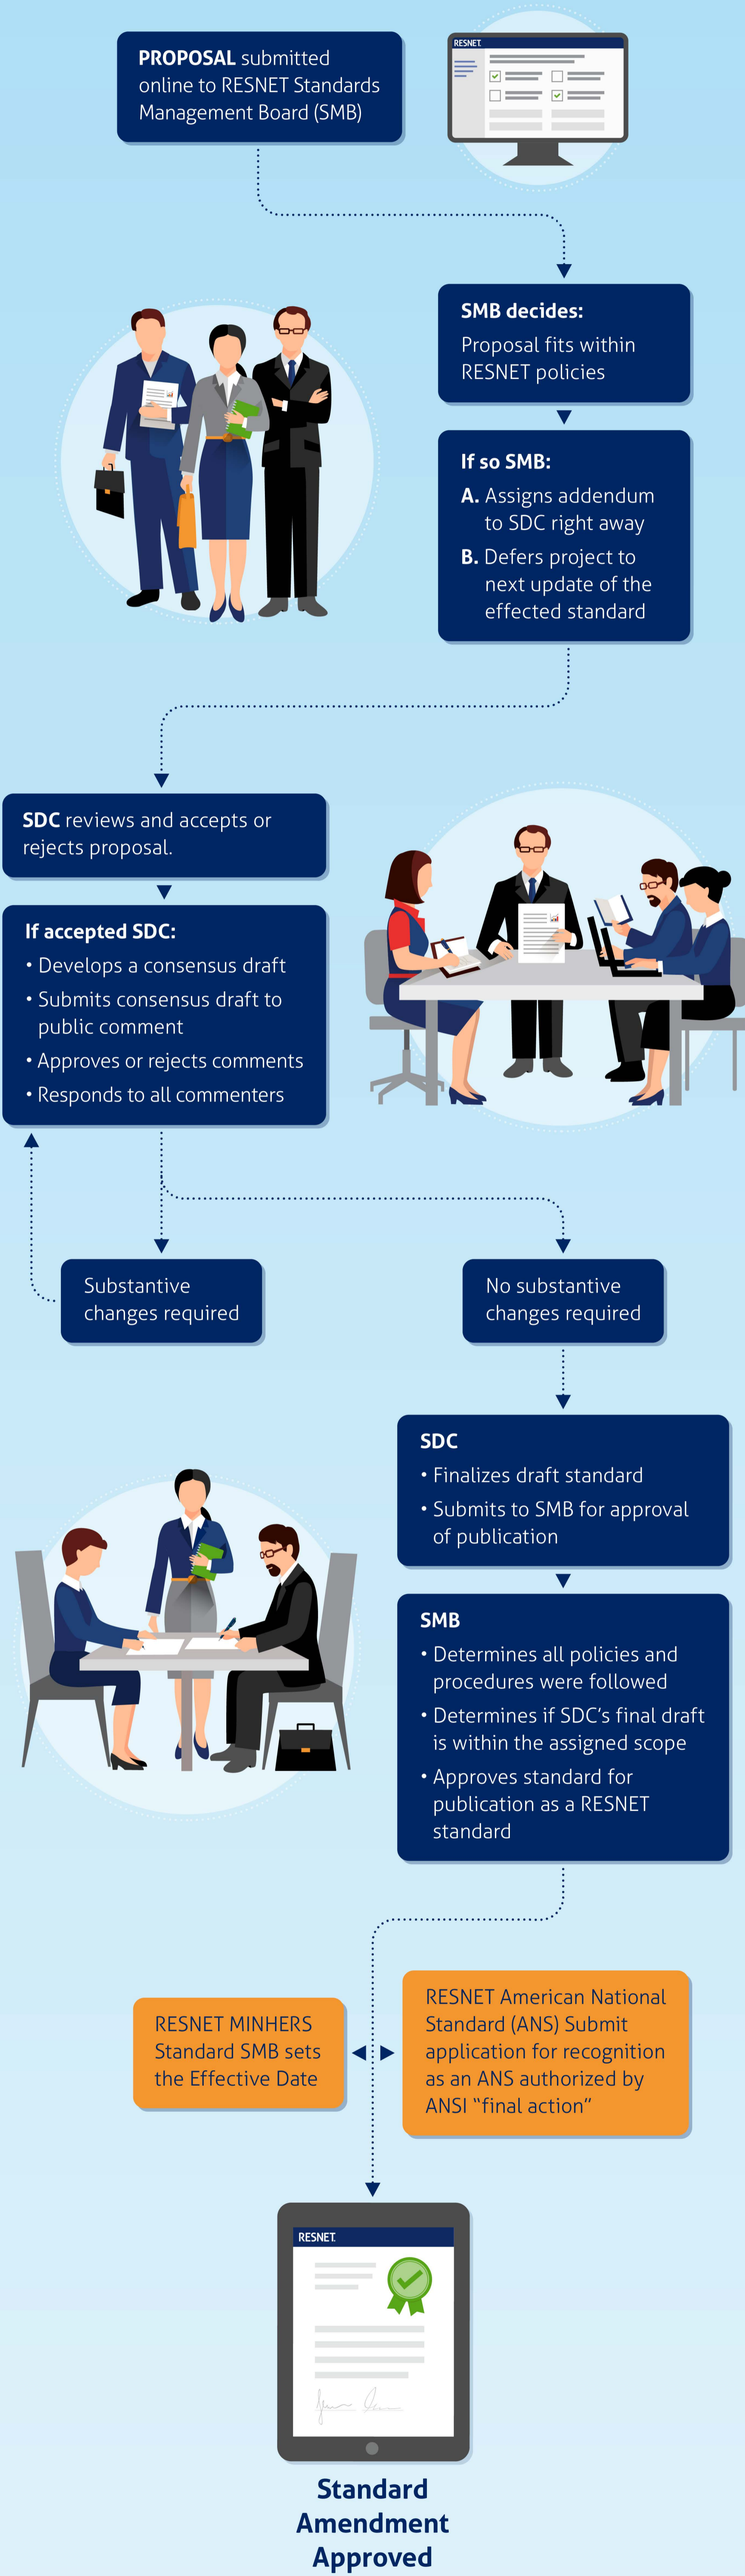 PROPOSAL submitted
online to RESNET Standards
Management Board (SMB)
RESNET.
SMB decides:
Proposal fits within
RESNET policies
If so SMB:
A. Assigns addendum
to SDC right away
B. Defers project to
next update of the
effected standard
SDC reviews and accepts or
rejects proposal.
If accepted SDC:
• Develops a consensus draft
• Submits consensus draft to
public comment
• Approves or rejects comments
• Responds to all commenters
Substantive
changes required
No substantive
changes required
SDC
• Finalizes draft standard
• Submits to SMB for approval
of publication
SMB
• Determines all policies and
procedures were followed
• Determines if SDC's final draft
is within the assigned scope
• Approves standard for
publication as a RESNET
standard
RESNET MINHERS
Standard SMB sets
the Effective Date
RESNET American National
Standard (ANS) Submit
application for recognition
as an ANS authorized by
ANSI “final action”
RESNET.
Standard
Amendment
Approved